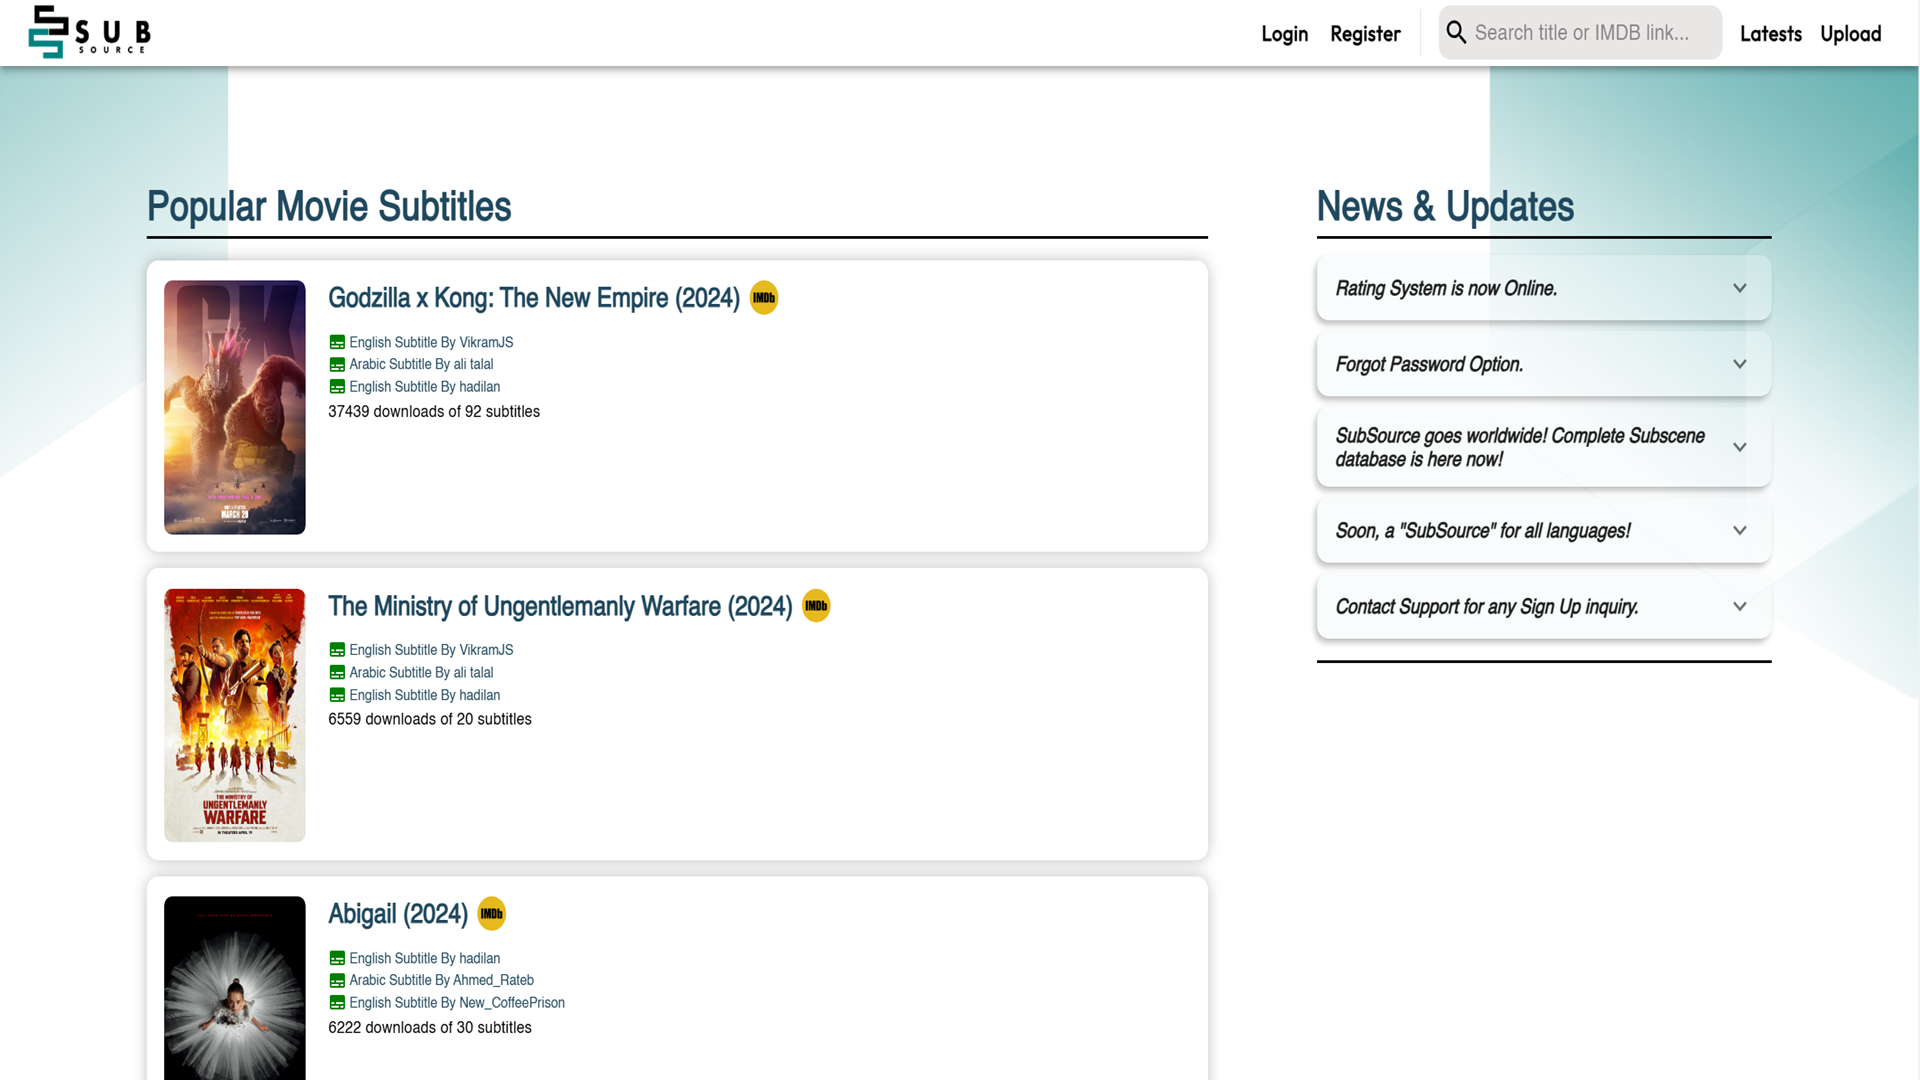 SUB
SOURCE
Login
Register
Search title or IMDB link...
Latests
Upload
Popular Movie Subtitles
Godzilla x Kong: The New Empire (2024)
IMDb
English Subtitle By VikramJS
Arabic Subtitle By ali talal
English Subtitle By hadilan
37439 downloads of 92 subtitles
MARCH 29
The Ministry of Ungentlemanly Warfare (2024)
IMDb
English Subtitle By VikramJS
Arabic Subtitle By ali talal
English Subtitle By hadilan
6559 downloads of 20 subtitles
THE MINISTRY OF
UNGENTLEMANLY
WARFARE
IN THEATERS APRIL 19
Abigail (2024)
IMDb
English Subtitle By hadilan
Arabic Subtitle By Ahmed_Rateb
English Subtitle By New_CoffeePrison
6222 downloads of 30 subtitles
News & Updates
Rating System is now Online.
Forgot Password Option.
SubSource goes worldwide! Complete Subscene
database is here now!
Soon, a "SubSource" for all languages!
Contact Support for any Sign Up inquiry.